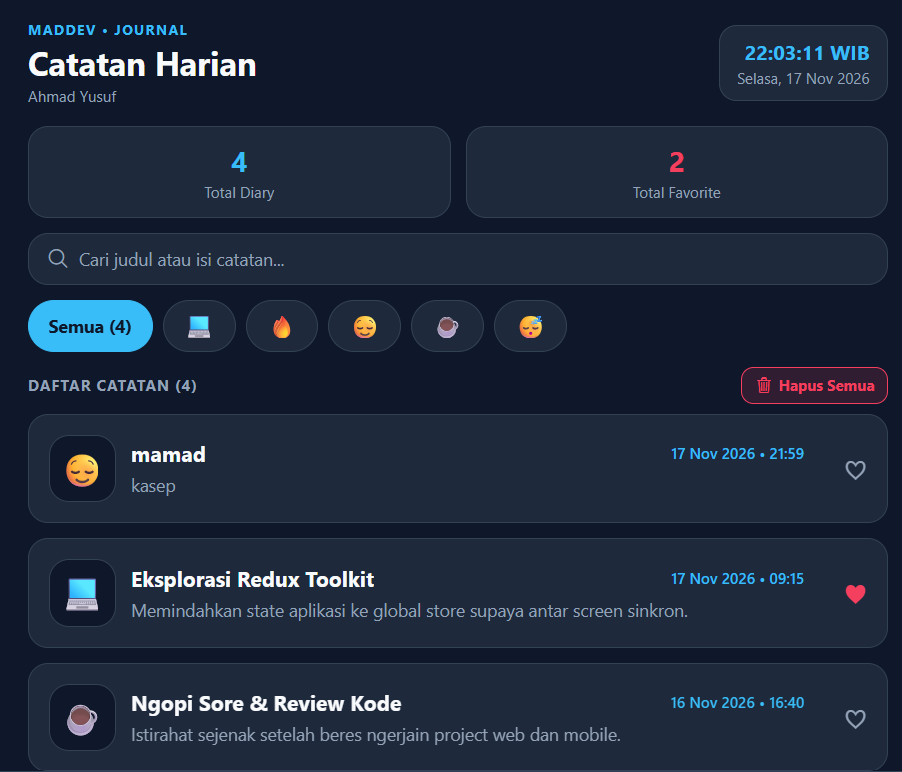 MADDEV • JOURNAL
Catatan Harian
Ahmad Yusuf
22:03:11 WIB
Selasa, 17 Nov 2026
4
Total Diary
2
Total Favorite
Cari judul atau isi catatan...
Semua (4)
DAFTAR CATATAN (4)
Hapus Semua
mamad
17 Nov 2026 • 21:59
kasep
Eksplorasi Redux Toolkit
17 Nov 2026 • 09:15
Memindahkan state aplikasi ke global store supaya antar screen sinkron.
Ngopi Sore & Review Kode
16 Nov 2026 • 16:40
Istirahat sejenak setelah beres ngerjain project web dan mobile.